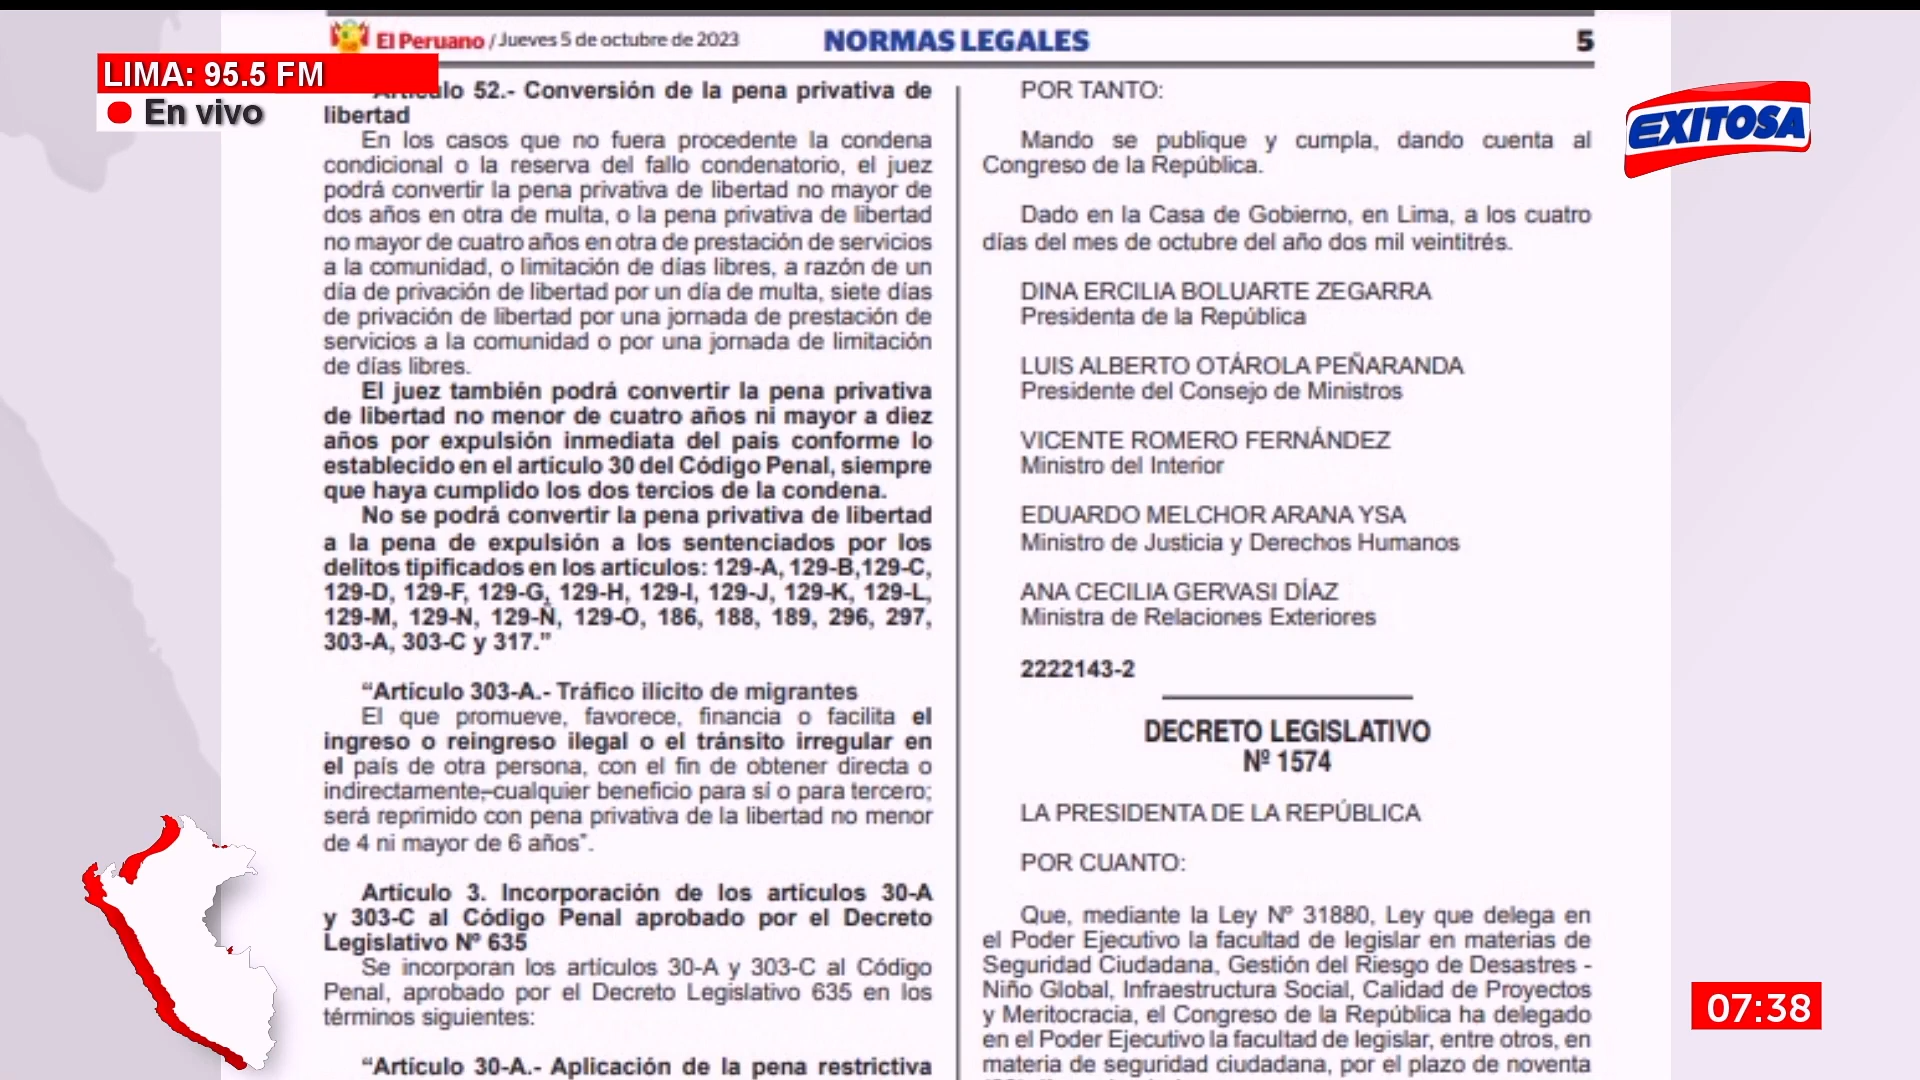 El Peruano / Jueves 5 de octubre de 2023
NORMAS LEGALES
5
LIMA: 95.5 FM
En vivo
EXITOSA
lo 52.- Conversión de la pena privativa de
libertad
En los casos que no fuera procedente la condena
condicional o la reserva del fallo condenatorio, el juez
podrá convertir la pena privativa de libertad no mayor de
dos años en otra de multa, o la pena privativa de libertad
no mayor de cuatro años en otra de prestación de servicios
a la comunidad, o limitación de días libres, a razón de un
día de privación de libertad por un día de multa, siete días
de privación de libertad por una jornada de prestación de
servicios a la comunidad o por una jornada de limitación
de días libres.
El juez también podrá convertir la pena privativa
de libertad no menor de cuatro años ni mayor a diez
años por expulsión inmediata del país conforme lo
establecido en el artículo 30 del Código Penal, siempre
que haya cumplido los dos tercios de la condena.
No se podrá convertir la pena privativa de libertad
a la pena de expulsión a los sentenciados por los
delitos tipificados en los artículos: 129-A, 129-B,129-C,
129-D, 129-F, 129-G, 129-H, 129-I, 129-J, 129-K, 129-L,
129-M, 129-N, 129-Ñ, 129-O, 186, 188, 189, 296, 297,
303-A, 303-C y 317.”
“Artículo 303-A.- Tráfico ilícito de migrantes
El que promueve, favorece, financia o facilita el
ingreso o reingreso ilegal o el tránsito irregular en
el país de otra persona, con el fin de obtener directa o
indirectamente,-cualquier beneficio para sí o para tercero;
será reprimido con pena privativa de la libertad no menor
de 4 ni mayor de 6 años”.
Artículo 3. Incorporación de los artículos 30-A
y 303-C al Código Penal aprobado por el Decreto
Legislativo Nº 635
Se incorporan los artículos 30-A y 303-C al Código
Penal, aprobado por el Decreto Legislativo 635 en los
términos siguientes:
“Artículo 30-A.- Aplicación de la pena restrictiva
POR TANTO:
Mando se publique y cumpla, dando cuenta al
Congreso de la República.
Dado en la Casa de Gobierno, en Lima, a los cuatro
días del mes de octubre del año dos mil veintitrés.
DINA ERCILIA BOLUARTE ZEGARRA
Presidenta de la República
LUIS ALBERTO OTÁROLA PEÑARANDA
Presidente del Consejo de Ministros
VICENTE ROMERO FERNÁNDEZ
Ministro del Interior
EDUARDO MELCHOR ARANA YSA
Ministro de Justicia y Derechos Humanos
ANA CECILIA GERVASI DÍAZ
Ministra de Relaciones Exteriores
2222143-2
DECRETO LEGISLATIVO
Nº 1574
LA PRESIDENTA DE LA REPÚBLICA
POR CUANTO:
Que, mediante la Ley Nº 31880, Ley que delega en
el Poder Ejecutivo la facultad de legislar en materias de
Seguridad Ciudadana, Gestión del Riesgo de Desastres -
Niño Global, Infraestructura Social, Calidad de Proyectos
y Meritocracia, el Congreso de la República ha delegado
en el Poder Ejecutivo la facultad de legislar, entre otros, en
materia de seguridad ciudadana, por el plazo de noventa
07:38